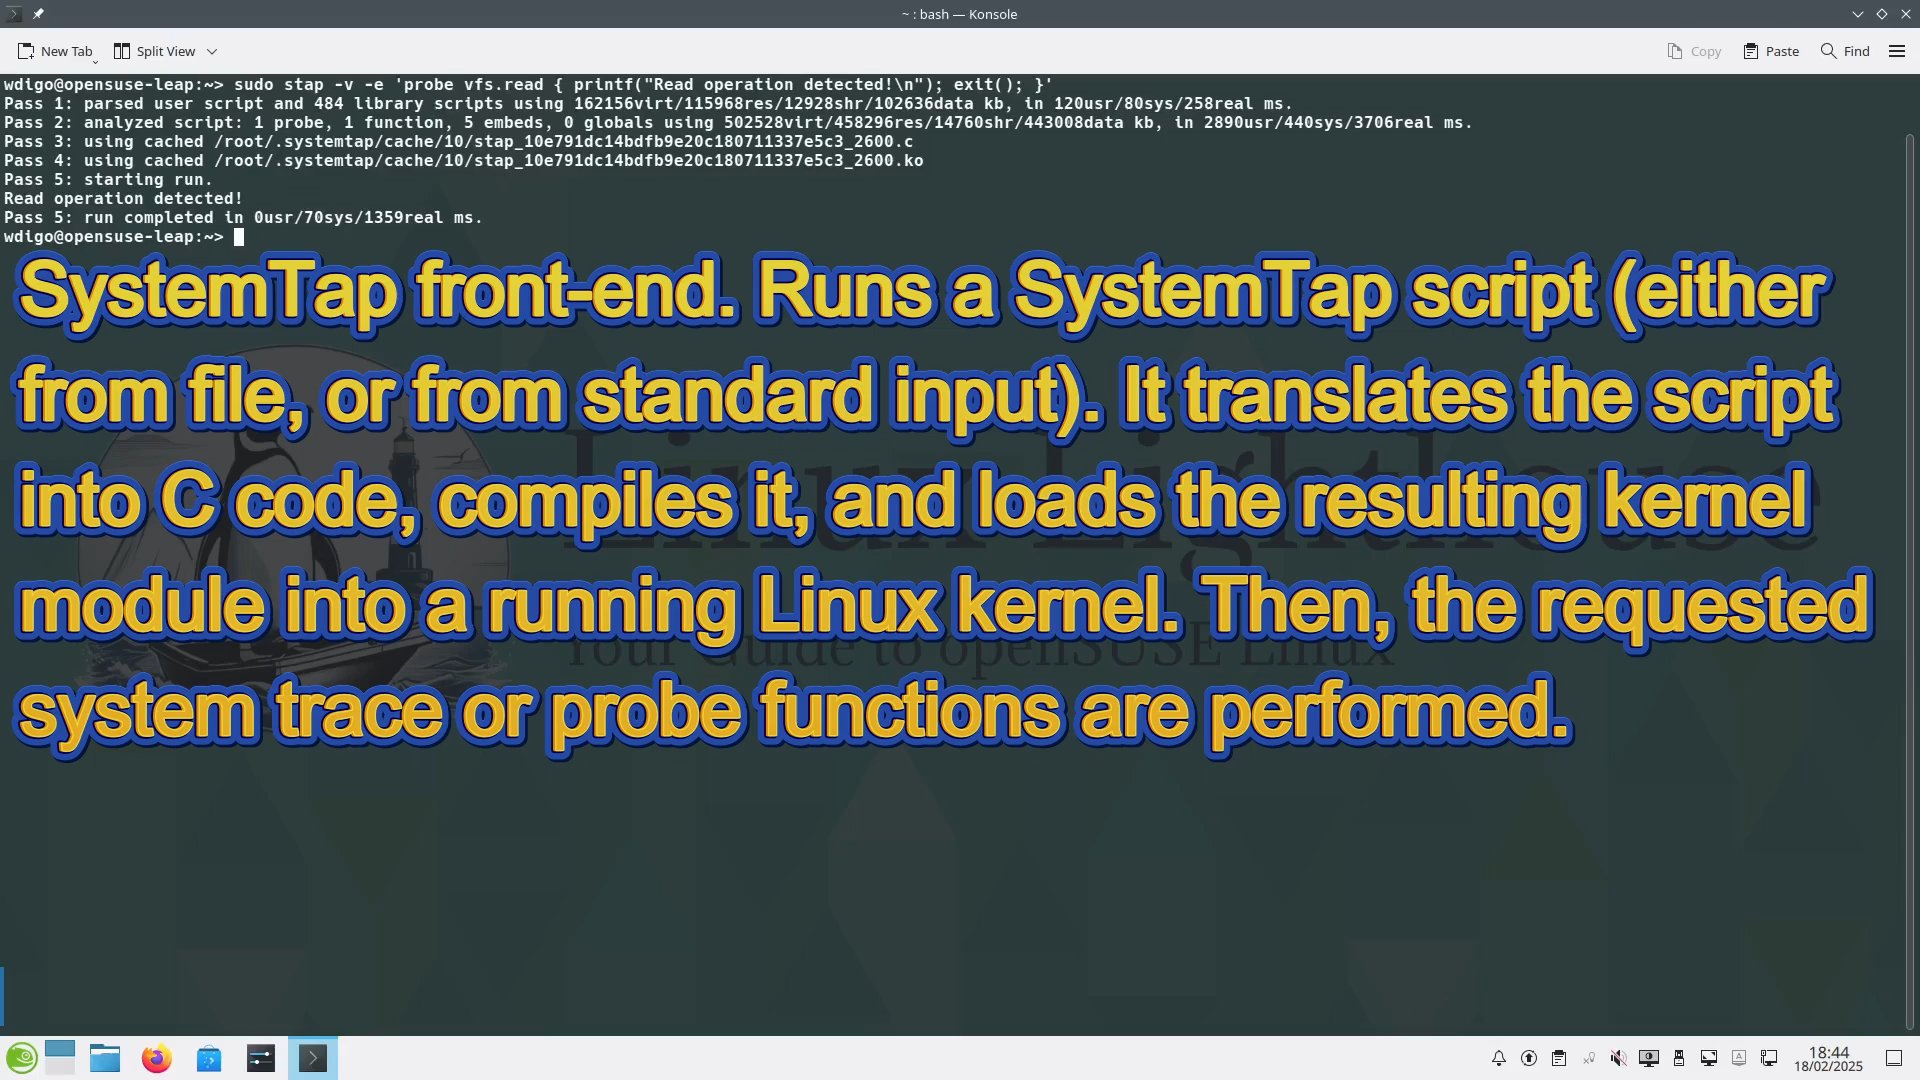 ~ : bash — Konsole
New Tab
Split View
Copy
Paste
Find
wdigo@opensuse-leap:~> sudo stap -v -e 'probe vfs.read { printf("Read operation detected!\n"); exit(); }'
Pass 1: parsed user script and 484 library scripts using 162156virt/115968res/12928shr/102636data kb, in 120usr/80sys/258real ms.
Pass 2: analyzed script: 1 probe, 1 function, 5 embeds, 0 globals using 502528virt/458296res/14760shr/443008data kb, in 2890usr/440sys/3706real ms.
Pass 3: using cached /root/.systemtap/cache/10/stap_10e791dc14bdfb9e20c180711337e5c3_2600.c
Pass 4: using cached /root/.systemtap/cache/10/stap_10e791dc14bdfb9e20c180711337e5c3_2600.ko
Pass 5: starting run.
Read operation detected!
Pass 5: run completed in 0usr/70sys/1359real ms.
wdigo@opensuse-leap:~>
SystemTap front-end. Runs a SystemTap script (either
from file, or from standard input). It translates the script
into C code, compiles it, and loads the resulting kernel
module into a running Linux kernel. Then, the requested
system trace or probe functions are performed.
Linux Lighthouse
Your Guide to openSUSE Linux
18:44
18/02/2025